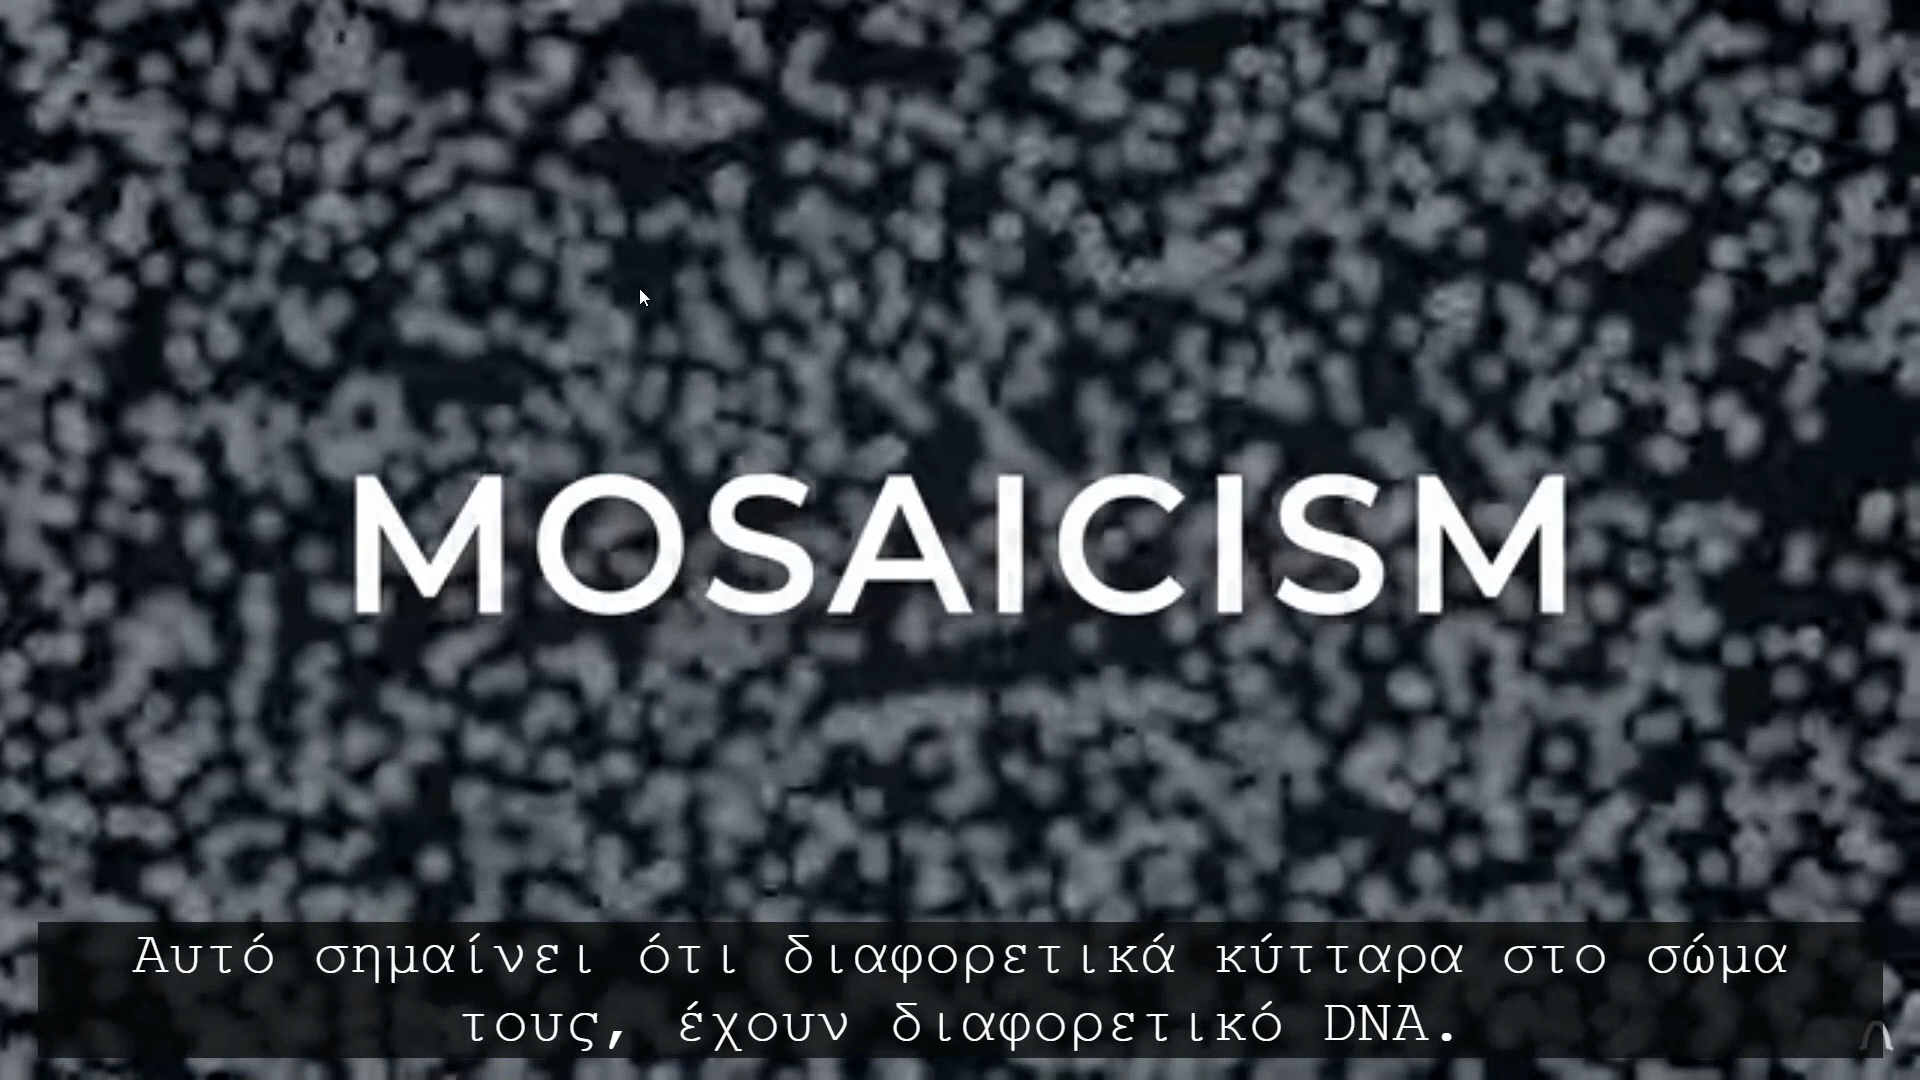 MOSAICISM
Αυτό σημαίνει ότι διαφορετικά κύτταρα στο σώμα
τους, έχουν διαφορετικό DNA.